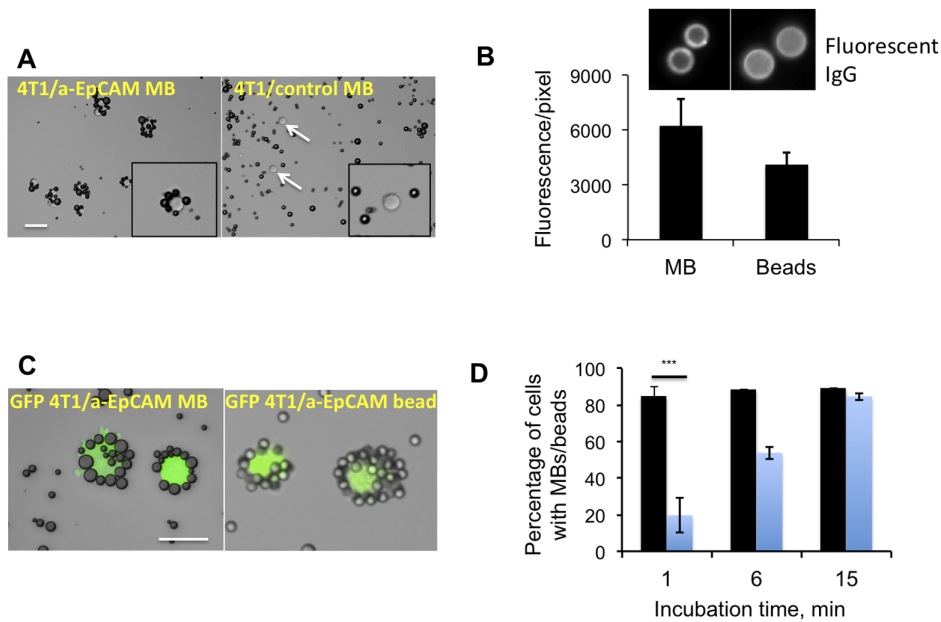 A
4T1/a-EpCAM MB
4T1/control MB
B
Fluorescent
IgG
Fluorescence/pixel
9000
6000
3000
0
MB
Beads
C
GFP 4T1/a-EpCAM MB
GFP 4T1/a-EpCAM bead
D
Percentage of cells
with MBs/beads
100
80
60
40
20
0
***
1
6
15
Incubation time, min